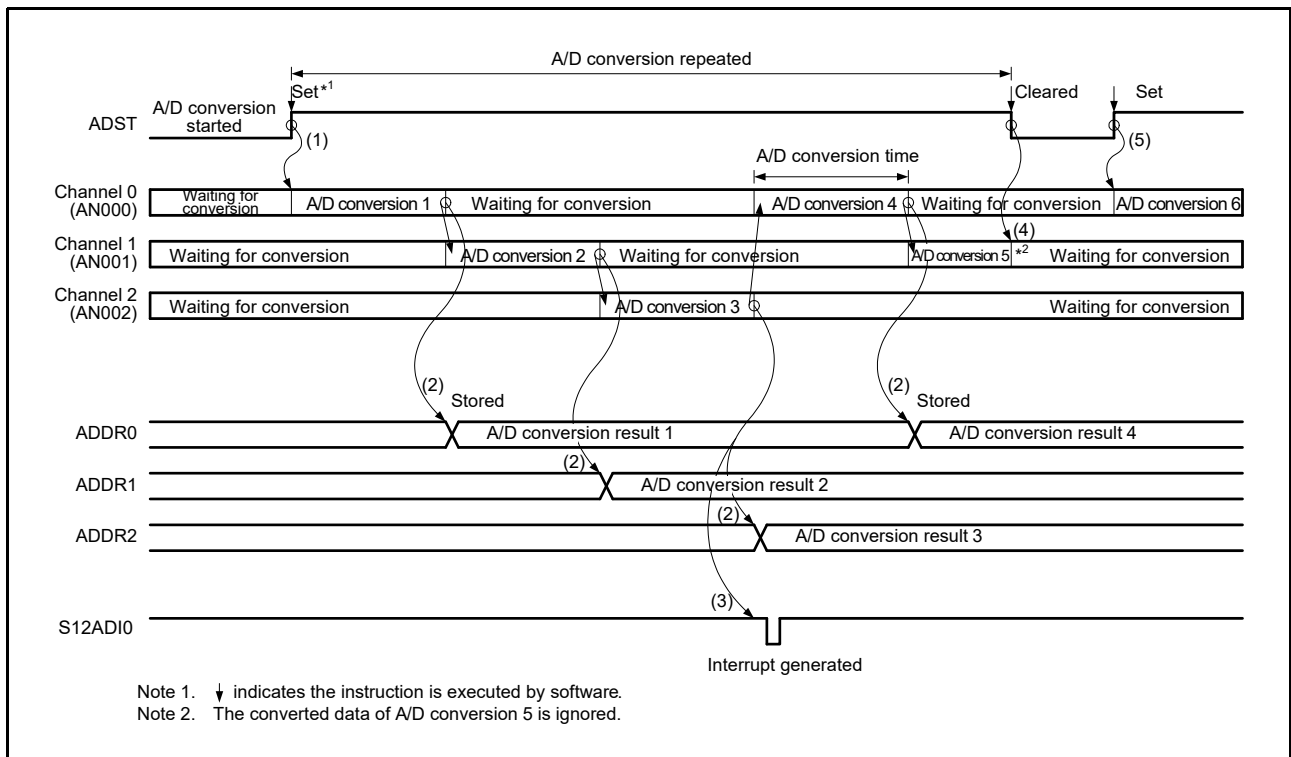 A/D conversion repeated
Set*1 Cleared Set
A/D conversion started
ADST
(1) (5)
A/D conversion time
Channel 0 (AN000)
Waiting for conversion A/D conversion 1 Waiting for conversion A/D conversion 4 Waiting for conversion A/D conversion 6
(4)
Channel 1 (AN001)
Waiting for conversion A/D conversion 2 Waiting for conversion A/D conversion 5 *2 Waiting for conversion
Channel 2 (AN002)
Waiting for conversion A/D conversion 3 Waiting for conversion
(2) Stored (2) Stored
ADDR0 A/D conversion result 1 A/D conversion result 4
(2)
ADDR1 A/D conversion result 2
(2)
ADDR2 A/D conversion result 3
(3)
S12ADI0
Interrupt generated
Note 1. indicates the instruction is executed by software.
Note 2. The converted data of A/D conversion 5 is ignored.